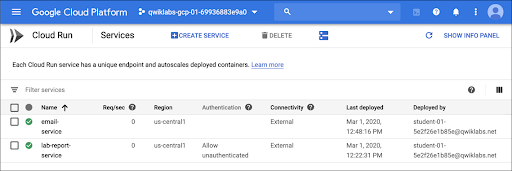 Google Cloud Platform
qwiklabs-gcp-01-69936883e9a0
Cloud Run
Services
CREATE SERVICE
DELETE
SHOW INFO PANEL
Each Cloud Run service has a unique endpoint and autoscales deployed containers. Learn more
Filter services
Name Req/sec Region Authentication Connectivity Last deployed Deployed by
email-service 0 us-central1 External Mar 1, 2020, 12:48:16 PM student-01-5e2f26e1b85e@qwiklabs.net
lab-report-service 0 us-central1 Allow unauthenticated External Mar 1, 2020, 12:22:31 PM student-01-5e2f26e1b85e@qwiklabs.net